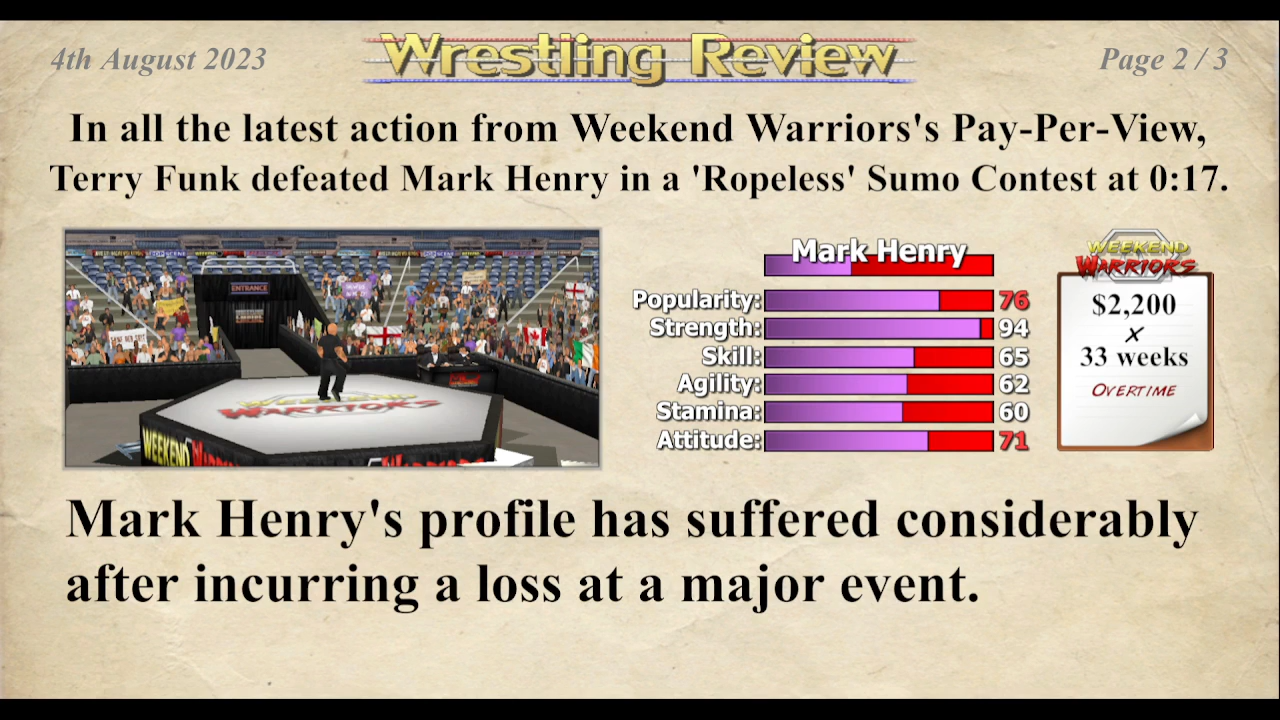 4th August 2023
Wrestling Review
Page 2 / 3
In all the latest action from Weekend Warriors's Pay-Per-View,
Terry Funk defeated Mark Henry in a 'Ropeless' Sumo Contest at 0:17.
ENTRANCE
WEEKEND
WARRIORS
WEEKEND
Mark Henry
Popularity: 76
Strength: 94
Skill: 65
Agility: 62
Stamina: 60
Attitude: 71
WEEKEND
WARRIORS
$2,200
x
33 weeks
OVERTIME
Mark Henry's profile has suffered considerably
after incurring a loss at a major event.